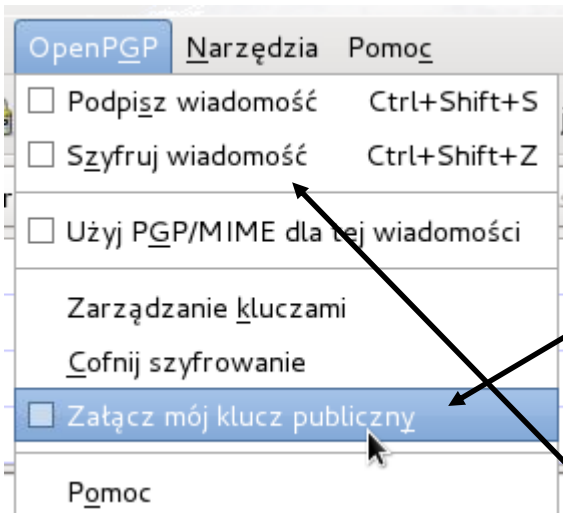 OpenPGP Narzędzia Pomoc
Podpisz wiadomość Ctrl+Shift+S
Szyfruj wiadomość Ctrl+Shift+Z
Użyj PGP/MIME dla tej wiadomości
Zarządzanie kluczami
Cofnij szyfrowanie
Załącz mój klucz publiczny
Pomoc